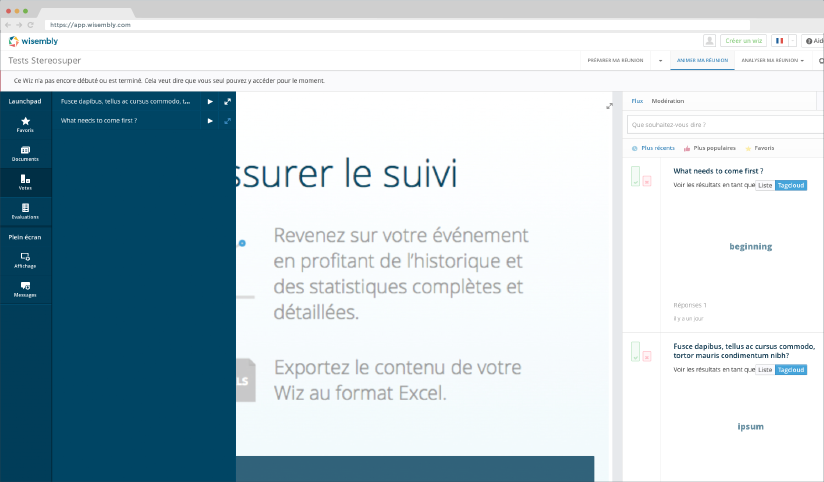 https://app.wisembly.com
wisembly
Créer un wiz
Aide
Tests Stereosuper
PRÉPARER MA RÉUNION
ANIMER MA RÉUNION
ANALYSER MA RÉUNION
Ce Wiz n'a pas encore débuté ou est terminé. Cela veut dire que vous seul pouvez y accéder pour le moment.
Launchpad
Favoris
Documents
Votes
Evaluations
Plein écran
Affichage
Messages
Fusce dapibus, tellus ac cursus commodo, t...
What needs to come first ?
ssurer le suivi
Revenez sur votre événement
en profitant de l'historique et
des statistiques complètes et
détaillées.
LS
Exportez le contenu de votre
Wiz au format Excel.
Flux Modération
Que souhaitez-vous dire ?
Plus récents Plus populaires Favoris
What needs to come first ?
Voir les résultats en tant que Liste Tagcloud
beginning
Réponses 1
Il y a un jour
Fusce dapibus, tellus ac cursus commodo,
tortor mauris condimentum nibh?
Voir les résultats en tant que Liste Tagcloud
ipsum